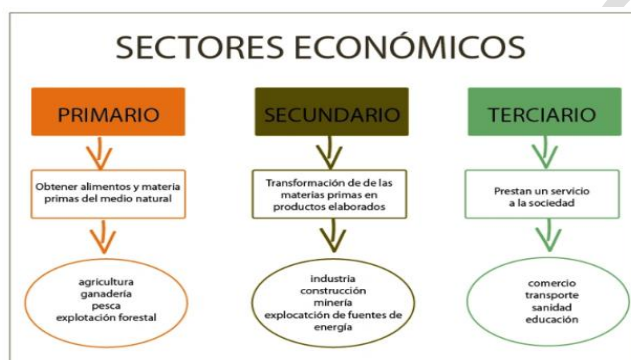 SECTORES ECONÓMICOS
PRIMARIO
Obtener alimentos y materia
primas del medio natural
agricultura
ganadería
pesca
explotación forestal
SECUNDARIO
Transformación de de las
materias primas en
productos elaborados
industria
construcción
minería
explocatción de fuentes de
energía
TERCIARIO
Prestan un servicio
a la sociedad
comercio
transporte
sanidad
educación